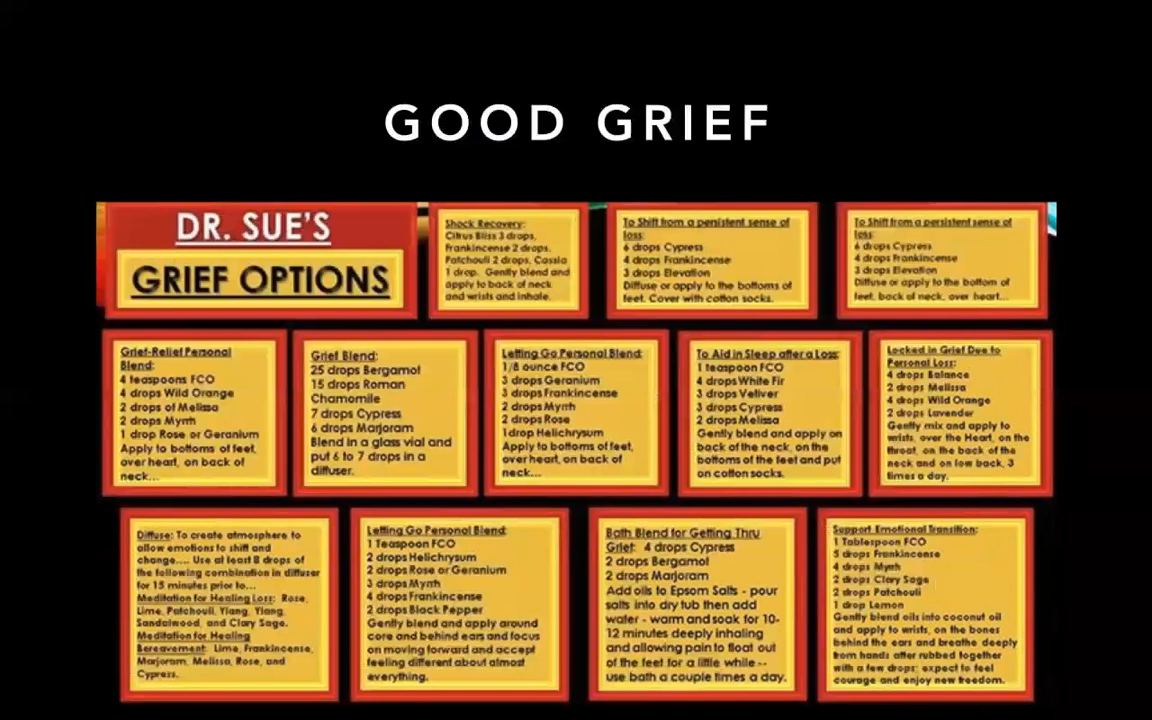 GOOD GRIEF
DR. SUE'S
GRIEF OPTIONS
Shock Recovery:
Citrus Bliss 3 drops,
Frankincense 2 drops,
Patchouli 2 drops, Cassia
1 drop. Gently blend and
apply to back of neck
and wrists and inhale.
To Shift from a persistent sense of
loss:
6 drops Cypress
4 drops Frankincense
3 drops Elevation
Diffuse or apply to the bottoms of
feet. Cover with cotton socks.
To Shift from a persistent sense of
loss:
6 drops Cypress
4 drops Frankincense
3 drops Elevation
Diffuse or apply to the bottom of
feet, back of neck, over heart...
Grief-Relief Personal
Blend:
4 teaspoons FCO
4 drops Wild Orange
2 drops of Melissa
2 drops Myrrh
1 drop Rose or Geranium
Apply to bottoms of feet,
over heart, on back of
neck...
Grief Blend:
25 drops Bergamot
15 drops Roman
Chamomile
7 drops Cypress
6 drops Marjoram
Blend in a glass vial and
put 6 to 7 drops in a
diffuser.
Letting Go Personal Blend:
1/8 ounce FCO
3 drops Geranium
3 drops Frankincense
2 drops Myrrh
2 drops Rose
1drop Helichrysum
Apply to bottoms of feet,
over heart, on back of
neck...
To Aid in Sleep after a Loss:
1 teaspoon FCO
4 drops White Fir
3 drops Vetiver
3 drops Cypress
2 drops Melissa
Gently blend and apply on
back of the neck, on the
bottoms of the feet and put
on cotton socks.
Locked in Grief Due to
Personal Loss:
4 drops Balance
2 drops Melissa
4 drops Wild Orange
2 drops Lavender
Gently mix and apply to
wrists, over the Heart, on the
throat, on the back of the
neck and on low back, 3
times a day.
Diffuse: To create atmosphere to
allow emotions to shift and
change.... Use at least 8 drops of
the following combination in diffuser
for 15 minutes prior to...
Meditation for Healing Loss: Rose,
Lime, Patchouli, Ylang, Ylang,
Sandalwood, and Clary Sage.
Meditation for Healing
Bereavement: Lime, Frankincense,
Marjoram, Melissa, Rose, and
Cypress.
Letting Go Personal Blend:
1 Teaspoon FCO
2 drops Helichrysum
2 drops Rose or Geranium
3 drops Myrrh
4 drops Frankincense
2 drops Black Pepper
Gently blend and apply around
core and behind ears and focus
on moving forward and accept
feeling different about almost
everything.
Bath Blend for Getting Thru
Grief: 4 drops Cypress
2 drops Bergamot
2 drops Marjoram
Add oils to Epsom Salts - pour
salts into dry tub then add
water - warm and soak for 10-
12 minutes deeply inhaling
and allowing pain to float out
of the feet for a little while --
use bath a couple times a day.
Support Emotional Transition:
1 Tablespoon FCO
5 drops Frankincense
4 drops Myrrh
2 drops Clary Sage
2 drops Patchouli
1 drop Lemon
Gently blend oils into coconut oil
and apply to wrists, on the bones
behind the ears and breathe deeply
from hands after rubbed together
with a few drops; expect to feel
courage and enjoy new freedom.